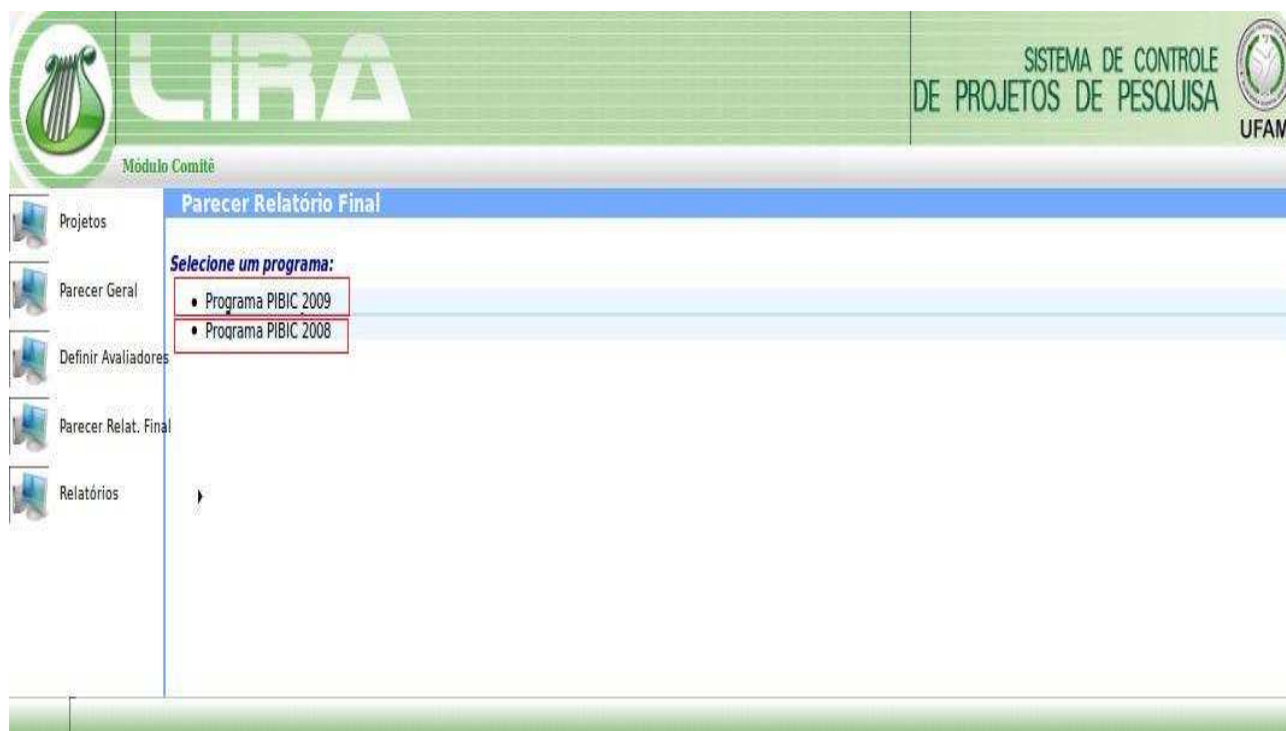 LIRA
SISTEMA DE CONTROLE
DE PROJETOS DE PESQUISA
UFAM
Módulo Comitê
Projetos
Parecer Geral
Definir Avaliadores
Parecer Relat. Final
Relatórios
Parecer Relatório Final
Selecione um programa:
• Programa PIBIC 2009
• Programa PIBIC 2008